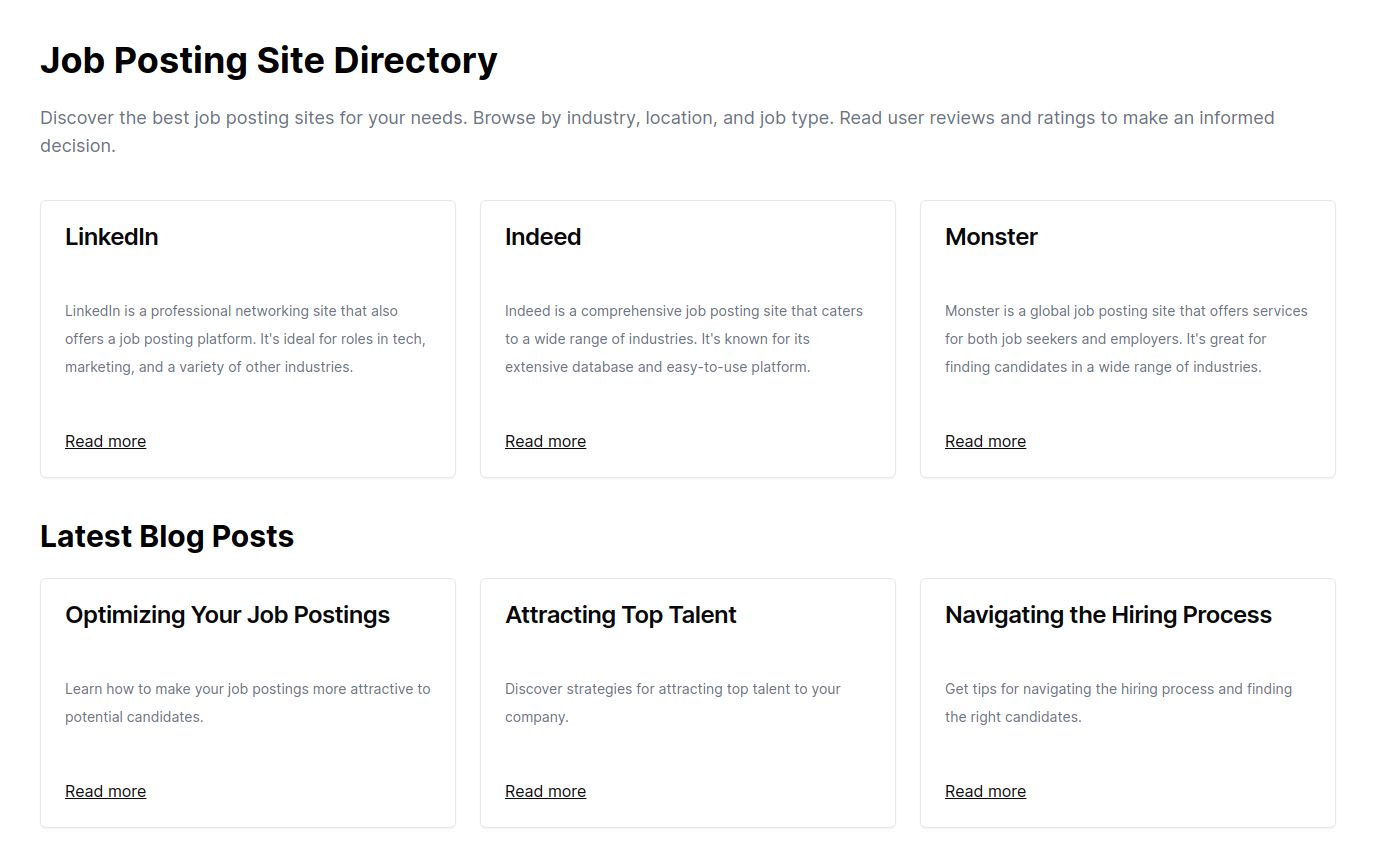 Job Posting Site Directory
Discover the best job posting sites for your needs. Browse by industry, location, and job type. Read user reviews and ratings to make an informed
decision.
LinkedIn
LinkedIn is a professional networking site that also
offers a job posting platform. It's ideal for roles in tech,
marketing, and a variety of other industries.
Read more
Indeed
Indeed is a comprehensive job posting site that caters
to a wide range of industries. It's known for its
extensive database and easy-to-use platform.
Read more
Monster
Monster is a global job posting site that offers services
for both job seekers and employers. It's great for
finding candidates in a wide range of industries.
Read more
Latest Blog Posts
Optimizing Your Job Postings
Learn how to make your job postings more attractive to
potential candidates.
Read more
Attracting Top Talent
Discover strategies for attracting top talent to your
company.
Read more
Navigating the Hiring Process
Get tips for navigating the hiring process and finding
the right candidates.
Read more